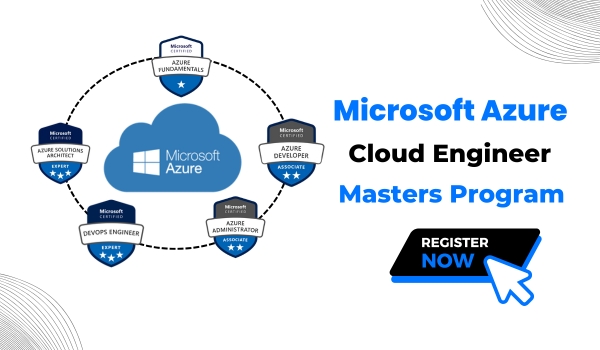 Microsoft
CERTIFIED
AZURE
FUNDAMENTALS
Microsoft
CERTIFIED
AZURE SOLUTIONS
ARCHITECT
EXPERT
Microsoft
Azure
Microsoft
CERTIFIED
AZURE
DEVELOPER
ASSOCIATE
Microsoft
CERTIFIED
DEVOPS ENGINEER
EXPERT
Microsoft
CERTIFIED
AZURE
ADMINISTRATOR
ASSOCIATE
Microsoft Azure
Cloud Engineer
Masters Program
REGISTER
NOW